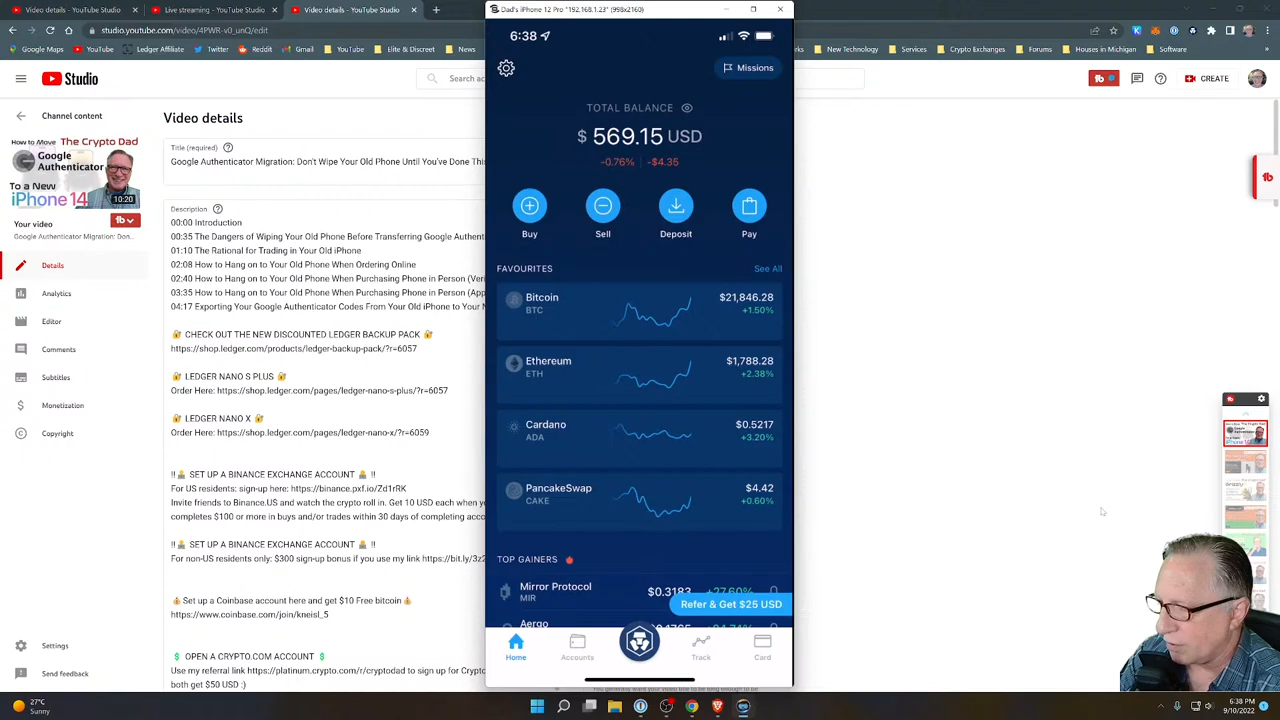 Video details - YouTube Studio
Live streaming - YouTube Studio
Video details - YouTube Studio
Dad's iPhone 12 Pro "192.168.1.23" (998x2160)
studio.youtube.com/video/4PWR-v0_unQ/edit
Google Maps
YouTube
Ledger Affiliate
Twitter
Elite & Discreet
News
YouTube
New Technology
Services
Crypto Exchanges
Forums
Houston Flights
Software
Studio
Search
CREATE
Channel content
How to Move
The Crypto Dad
Google
Authenticator
To a New
iPhone 14
10:20
Your video
Google Authenticator Migration: Don...
Details
Analytics
Editor
Comments
Subtitles
Monetization
Copyright
Settings
Send feedback
Video details
Title (required)
Google Authenticator Migration: Don't Wipe Your Old Phone Until You've Done
Description
00:00 Introduction
00:35 The Dangers of Wiping Your Old Phone Before Transferring Google
01:10 The Rational for Trading in Your Old iPhone
02:08 How to Hang on to Your Old Phone When Ordering Online
02:40 How to Hang on to Your Old Phone When Purchasing Phone in Person
03:35 How to Hang on to Your Old Phone When Purchasing Phone in Person
04:17 Exporting Your Google Authenticator Codes From Your Old iPhone to Your
🔐 CHECK OUT THE NEW DISCOUNTED LEDGER BACKUP PACK 🔐
https://shop.ledger.com/products/ledger-backup-pack/?r=6057
🔐 LEDGER NANO S PLUS 🔐
Order Here: https://shop.ledger.com/pages/ledger-nano-s-plus/?r=6057
🔐 LEDGER NANO X 🔐
Order Here: https://shop.ledger.com/pages/ledger-nano-x/?r=6059
!! SET UP A BINANCE EXCHANGE ACCOUNT !!
For US residents: sign-up here: https://binance.pxf.io/Zd1rRK
Invite friends to Binance.US and watch the crypto roll in. Get 10 USD each when
completes $100 or more in buys and/or trades within 30 days of completing
!! SET UP A BINANCE EXCHANGE ACCOUNT !!
For non-US residents only: $300 sign-up bonus if you use my link
💰 Set up a Coinbase account here and get $10 Free bitcoin 💰
https://www.coinbase.com/join/kneisl_5
💲 OPEN A CRYPTO.COM ACCOUNT 💲
Use my referral link https://platinum.crypto.com/r/cryptodad to sign up for
both get $50 USD :)
6:38
Missions
TOTAL BALANCE
$ 569.15 USD
-0.76% | -$4.35
Buy
Sell
Deposit
Pay
FAVOURITES
See All
Bitcoin
BTC
$21,846.28
+1.50%
Ethereum
ETH
$1,788.28
+2.38%
Cardano
ADA
$0.5217
+3.20%
PancakeSwap
CAKE
$4.42
+0.60%
TOP GAINERS
Mirror Protocol
MIR
$0.3183
+27.60%
Refer & Get $25 USD
Aergo
Home
Accounts
Track
Card
27°C
Sunny
6:38 PM
9/10/2022